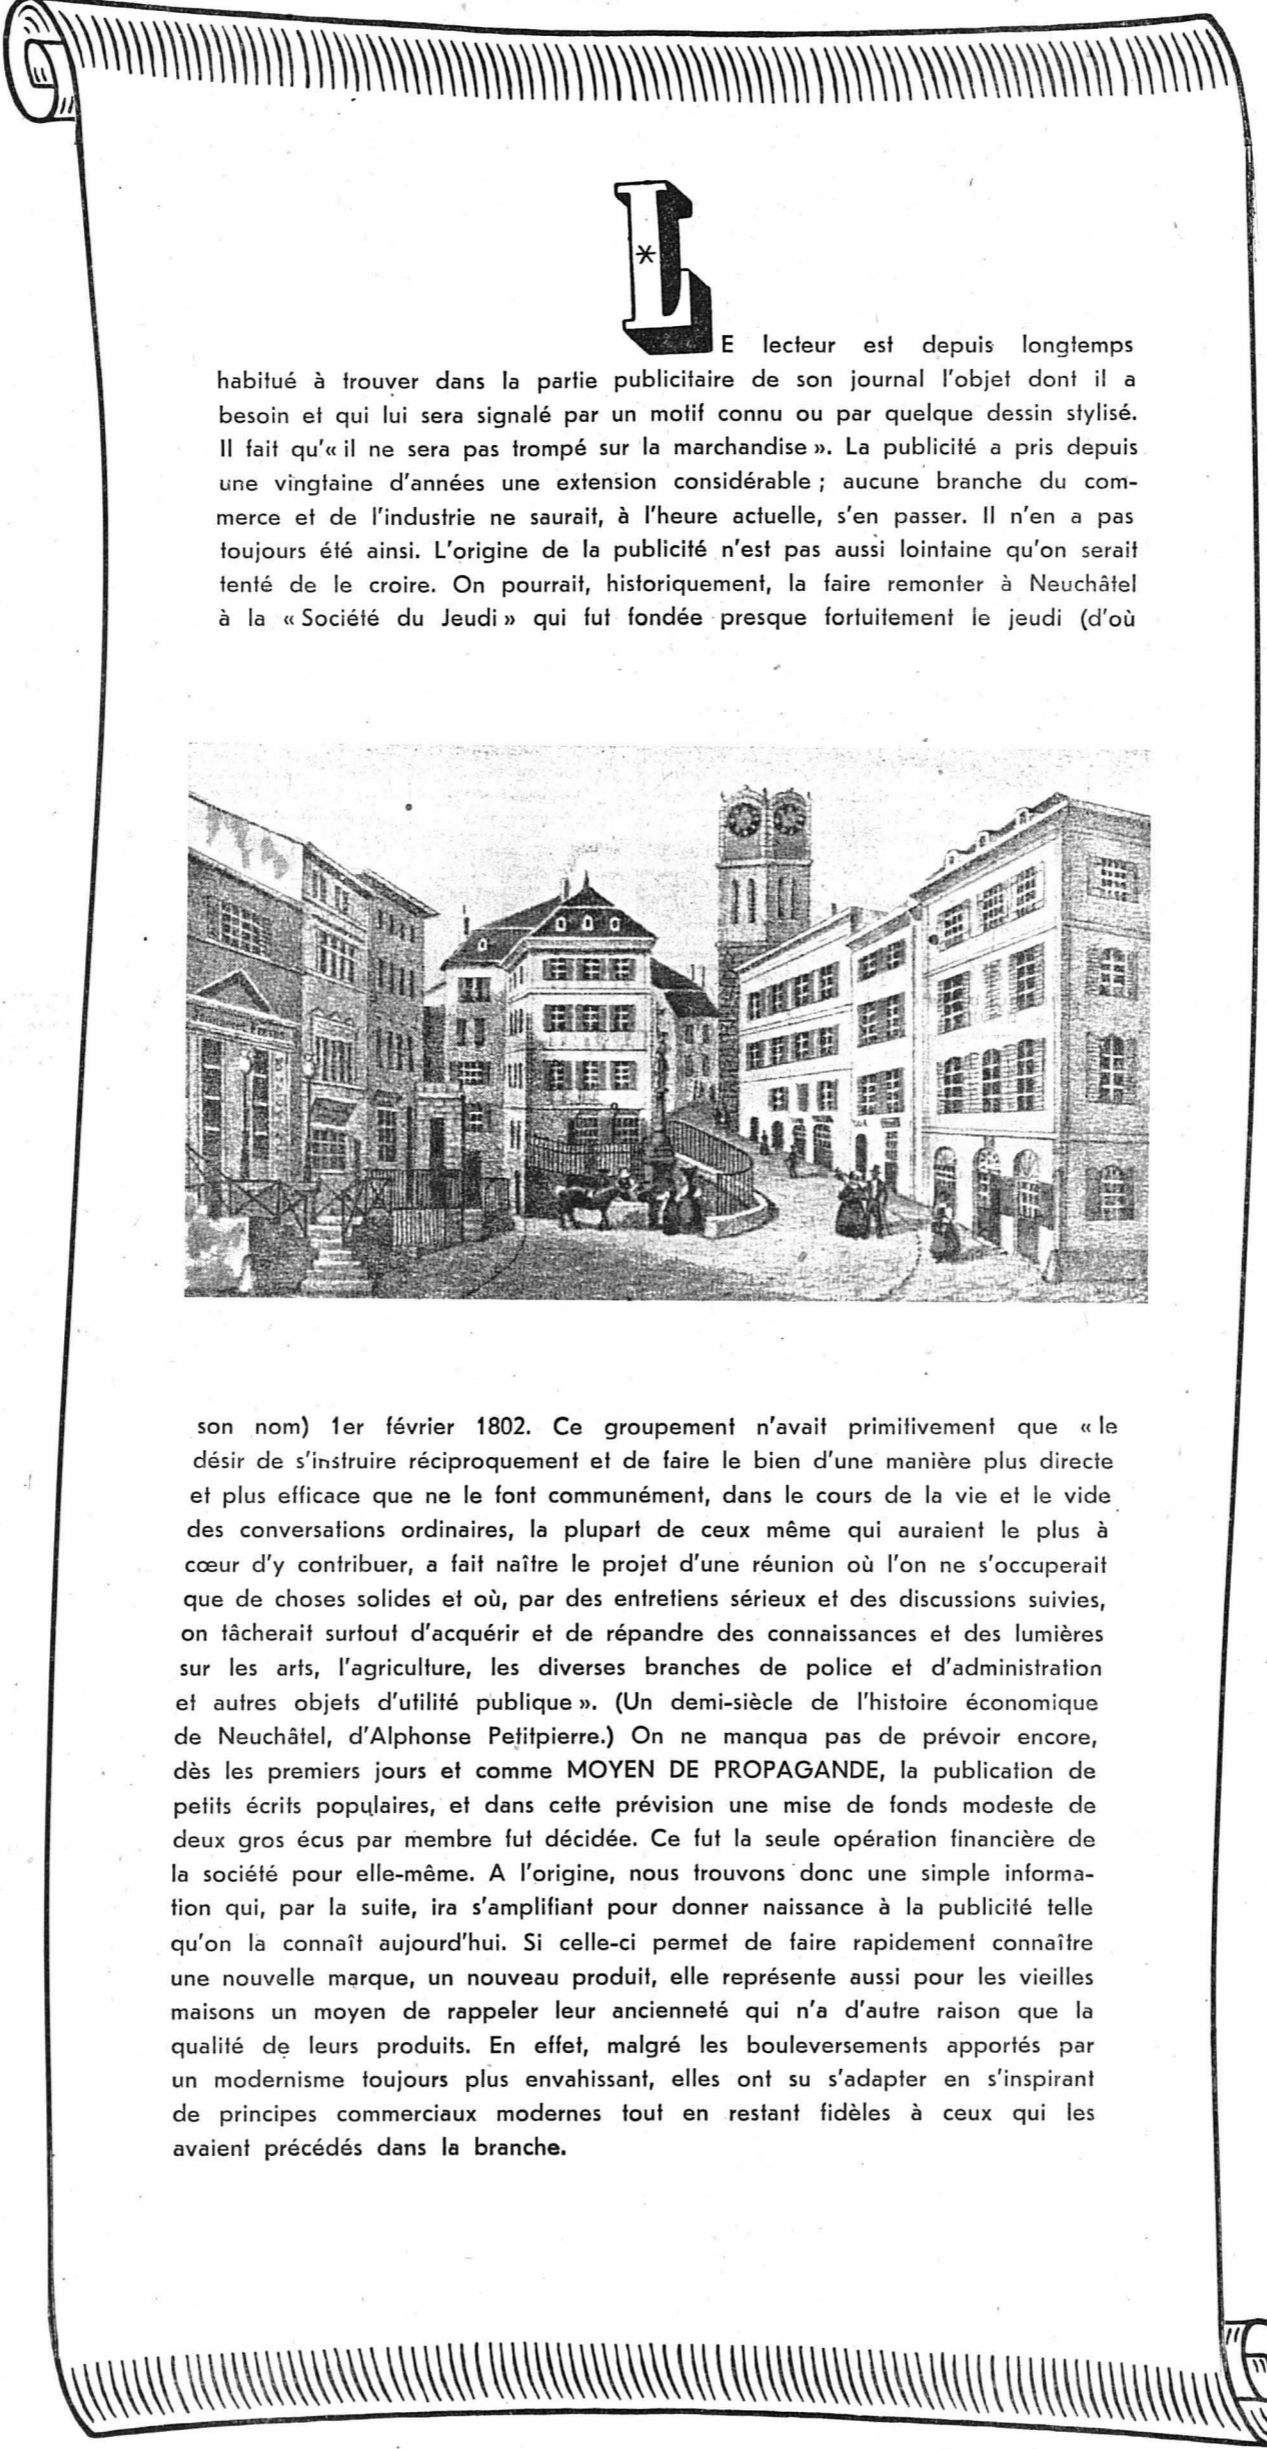 LE lecteur est depuis longtemps
habitué à trouver dans la partie publicitaire de son journal l'objet dont il a
besoin et qui lui sera signalé par un motif connu ou par quelque dessin stylisé.
Il fait qu'« il ne sera pas trompé sur la marchandise ». La publicité a pris depuis
une vingtaine d'années une extension considérable ; aucune branche du com-
merce et de l'industrie ne saurait, à l'heure actuelle, s'en passer. Il n'en a pas
toujours été ainsi. L'origine de la publicité n'est pas aussi lointaine qu'on serait
tenté de le croire. On pourrait, historiquement, la faire remonter à Neuchâtel
à la « Société du Jeudi » qui fut fondée presque fortuitement le jeudi (d'où
son nom) 1er février 1802. Ce groupement n'avait primitivement que « le
désir de s'instruire réciproquement et de faire le bien d'une manière plus directe
et plus efficace que ne le font communément, dans le cours de la vie et le vide
des conversations ordinaires, la plupart de ceux même qui auraient le plus à
cœur d'y contribuer, a fait naître le projet d'une réunion où l'on ne s'occuperait
que de choses solides et où, par des entretiens sérieux et des discussions suivies,
on tâcherait surtout d'acquérir et de répandre des connaissances et des lumières
sur les arts, l'agriculture, les diverses branches de police et d'administration
et autres objets d'utilité publique ». (Un demi-siècle de l'histoire économique
de Neuchâtel, d'Alphonse Petitpierre.) On ne manqua pas de prévoir encore,
dès les premiers jours et comme MOYEN DE PROPAGANDE, la publication de
petits écrits populaires, et dans cette prévision une mise de fonds modeste de
deux gros écus par membre fut décidée. Ce fut la seule opération financière de
la société pour elle-même. A l'origine, nous trouvons donc une simple informa-
tion qui, par la suite, ira s'amplifiant pour donner naissance à la publicité telle
qu'on la connaît aujourd'hui. Si celle-ci permet de faire rapidement connaître
une nouvelle marque, un nouveau produit, elle représente aussi pour les vieilles
maisons un moyen de rappeler leur ancienneté qui n'a d'autre raison que la
qualité de leurs produits. En effet, malgré les bouleversements apportés par
un modernisme toujours plus envahissant, elles ont su s'adapter en s'inspirant
de principes commerciaux modernes tout en restant fidèles à ceux qui les
avaient précédés dans la branche.